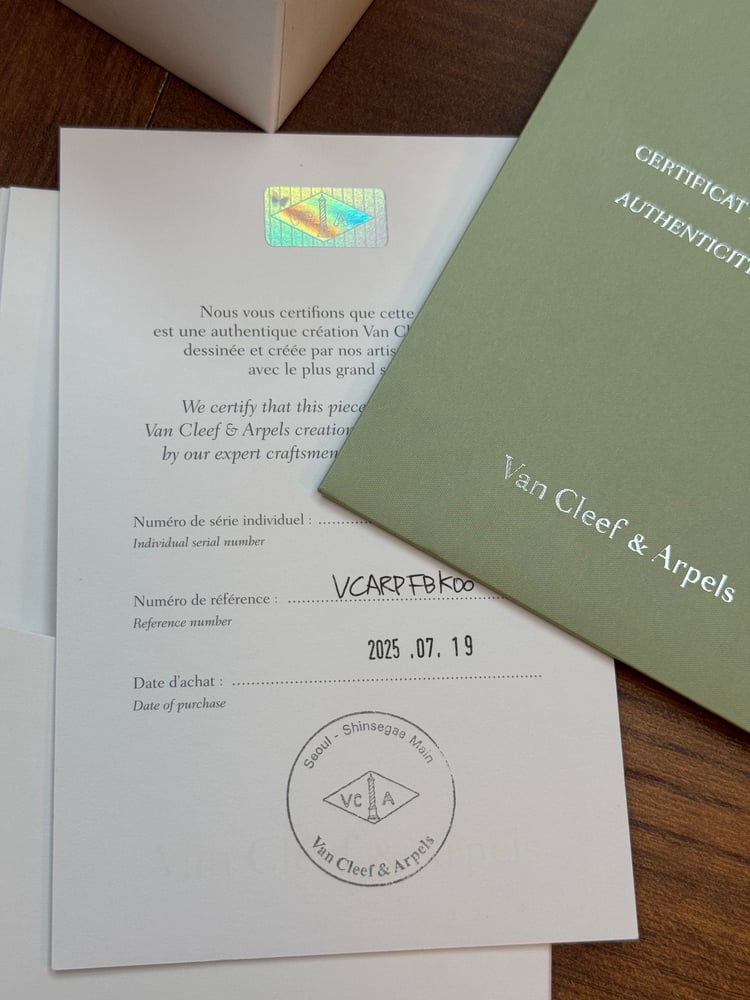 Nous vous certifions que cette
est une authentique création Van Cl
dessinée et créée par nos artis
avec le plus grand s
We certify that this piece
Van Cleef & Arpels creation
by our expert craftsmen
Numéro de série individuel :
Individual serial number
VCARPFBK00
Numéro de référence :
Reference number
2025 .07. 19
Date d'achat :
Date of purchase
Seoul - Shinsegae Main
VC A
Van Cleef & Arpels
Van Cleef & Arpels
CERTIFICAT
AUTHENTICIT
Van Cleef & Arpels